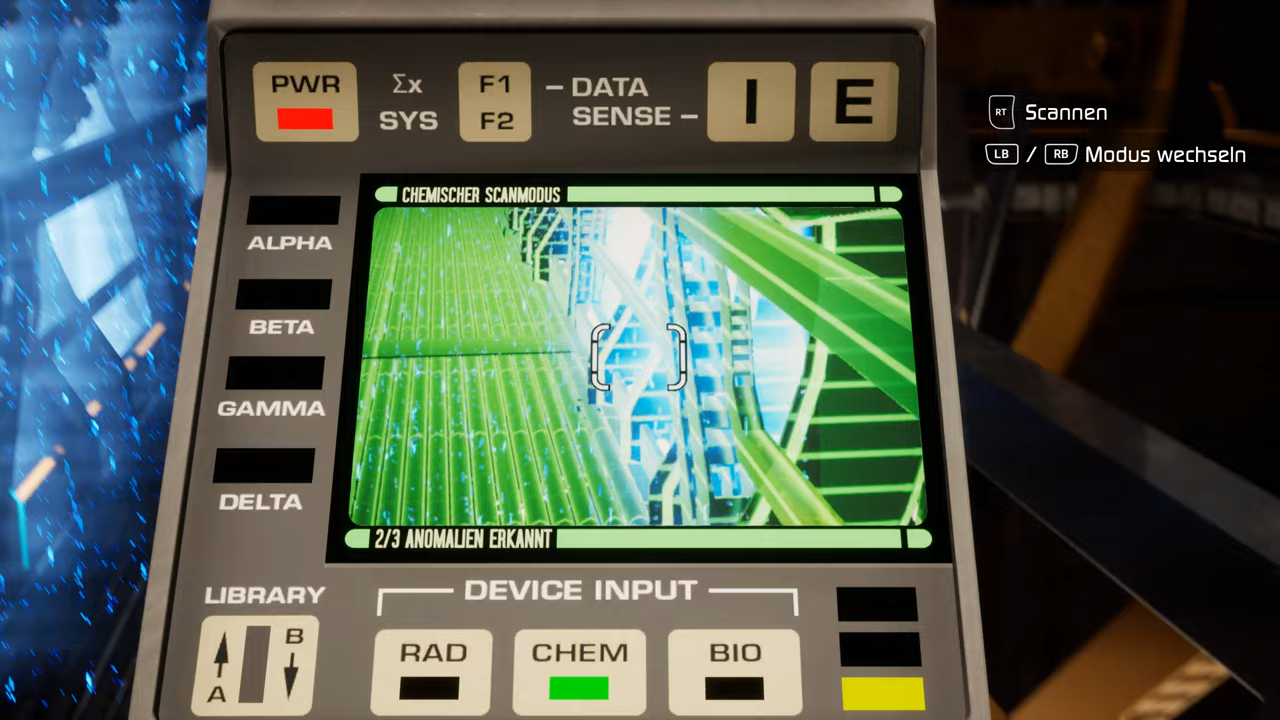 PWR
Σx
SYS
F1
F2
– DATA
SENSE –
I
E
RT Scannen
LB / RB Modus wechseln
CHEMISCHER SCANMODUS
ALPHA
BETA
GAMMA
DELTA
2/3 ANOMALIEN ERKANNT
LIBRARY
A
B
DEVICE INPUT
RAD
CHEM
BIO